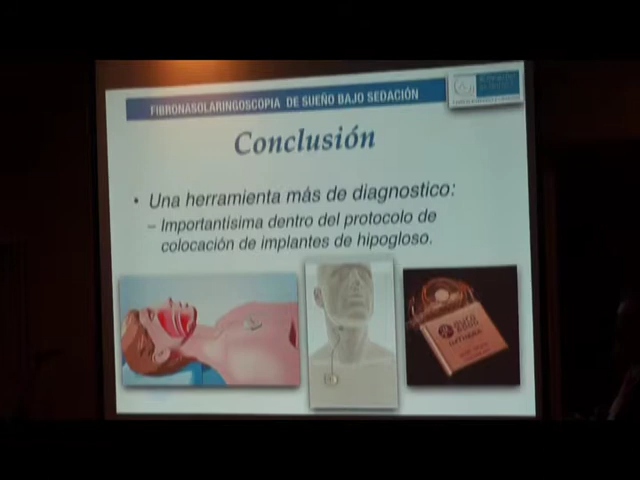 FIBRONASOLARINGOSCOPIA DE SUEÑO BAJO SEDACIÓN
Conclusión
• Una herramienta más de diagnostico:
– Importantisima dentro del protocolo de
colocación de implantes de hipogloso.